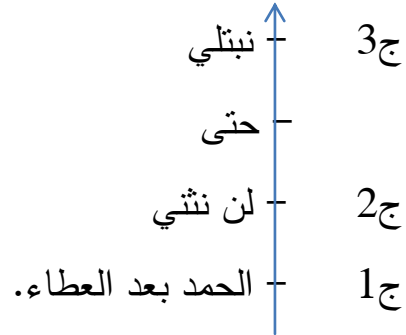 ج3 نبتلي
حتى
ج2 لن نثني
ج1 الحمد بعد العطاء.